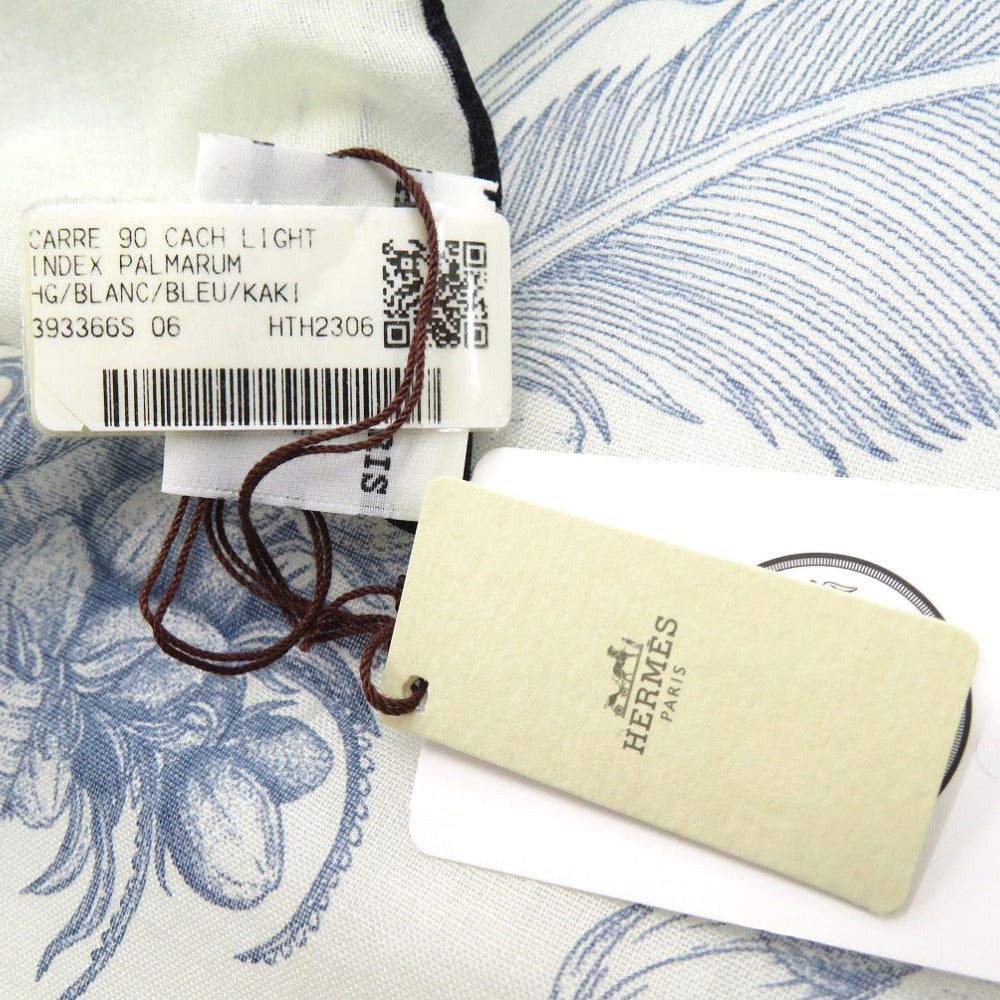 CARRE 90 CACH LIGHT
INDEX PALMARUM
HG/BLANC/BLEU/KAKI
393366S 06 HTH2306
HERMÈS
PARIS